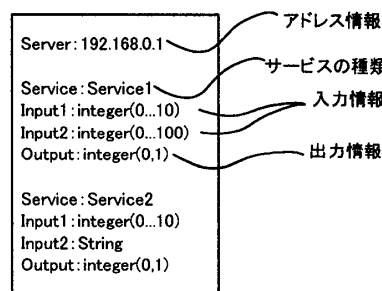 アドレス情報
Server:192.168.0.1
サービスの種類
Service:Service1
入力情報
Input1:integer(0...10)
Input2:integer(0...100)
出力情報
Output:integer(0,1)
Service:Service2
Input1:integer(0...10)
Input2:String
Output:integer(0,1)